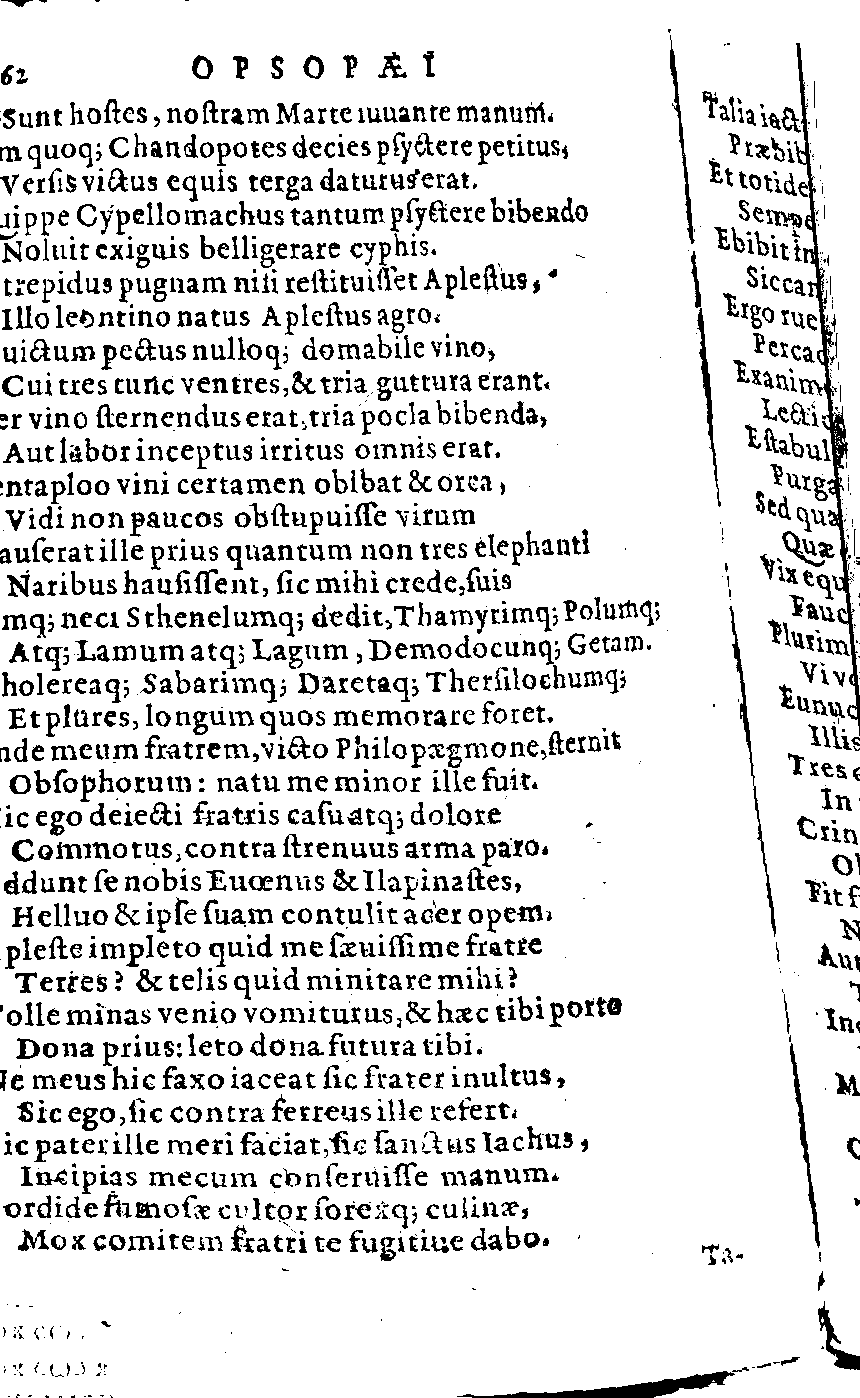 62 OPSOPÆI
Sunt hoſtes, noſtram Marte iuuante manum.
m quoq; Chandopotes decies pſyctere petitus,
Verſis victus equis terga daturus erat.
uippe Cypellomachus tantum pſyctere bibendo
Noluit exiguis belligerare cyphis.
trepidus pugnam niſi reſtituiſſet Apleſtus,
Illo leontino natus Apleſtus agro.
uictum pectus nulloq; domabile vino,
Cui tres tunc ventres, & tria guttura erant.
er vino ſternendus erat, tria pocla bibenda,
Aut labor inceptus irritus omnis erat.
entaploo vini certamen obibat & orca,
Vidi non paucos obſtupuiſſe virum
auſerat ille prius quantum non tres elephanti
Naribus hauſiſſent, ſic mihi crede, ſuis
mq; neci Sthenelumq; dedit, Thamyrimq; Polumq;
Atq; Lamum atq; Lagum, Demodocunq; Getam.
holereaq; Sabarimq; Daretaq; Therſilochumq;
Et plures, longum quos memorare foret.
nde meum fratrem, victo Philopægmone, ſternit
Obſophorum: natu me minor ille fuit.
ic ego deiecti fratris caſu atq; dolore
Commotus, contra ſtrenuus arma paro.
ddunt ſe nobis Euœnus & Ilapinaſtes,
Helluo & ipſe ſuam contulit acer opem.
pleſte impleto quid me ſæuiſſime fratre
Terres? & telis quid minitare mihi?
olle minas venio vomiturus, & hæc tibi porto
Dona prius: leto dona futura tibi.
Ne meus hic faxo iaceat ſic frater inultus,
Sic ego, ſic contra ferreus ille refert.
ic pater ille meri faciat, ſic ſanctus Iachus,
Incipias mecum conſeruiſſe manum.
ordide fumoſæ cultor ſorexq; culinæ,
Mox comitem fratri te fugitiue dabo.
Ta-
Talia iact
Præbit
Et totide
Sempe
Ebibit in
Siccan
Ergo rue
Percad
Exanim
Lectic
Eſtabul
Purga
Sed qua
Quæ
Vix equ
Fauc
Plurim
Viv
Eunuc
Illis
Tres e
In
Crin
Ob
Fit f
N
Aut
T
Inc
M